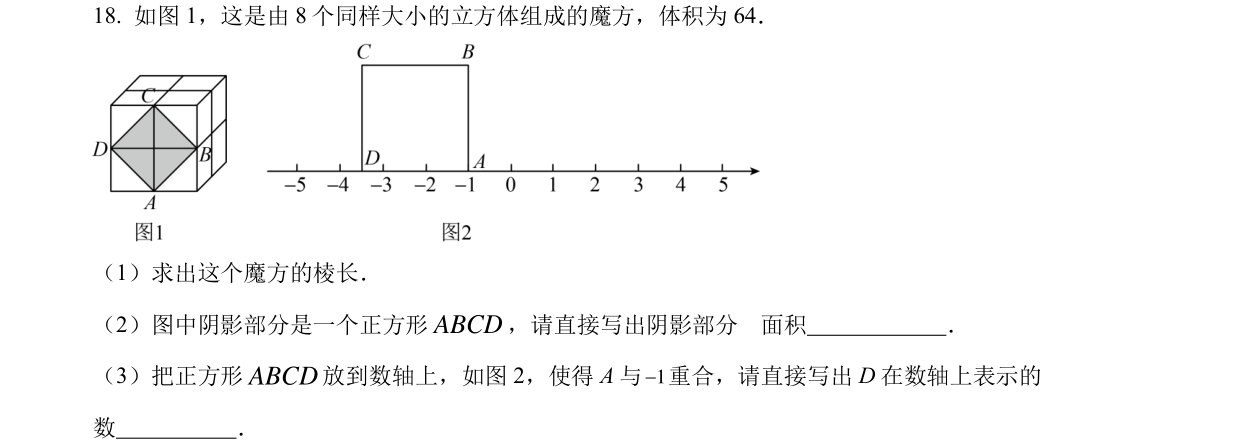 18. 如图 1，这是由 8 个同样大小的立方体组成的魔方，体积为 64．
C B
C
D B D A
−5 −4 −3 −2 −1 0 1 2 3 4 5
A
图1 图2
（1）求出这个魔方的棱长．
（2）图中阴影部分是一个正方形 ABCD，请直接写出阴影部分 面积____________．
（3）把正方形 ABCD 放到数轴上，如图 2，使得 A 与 −1 重合，请直接写出 D 在数轴上表示的
数__________．